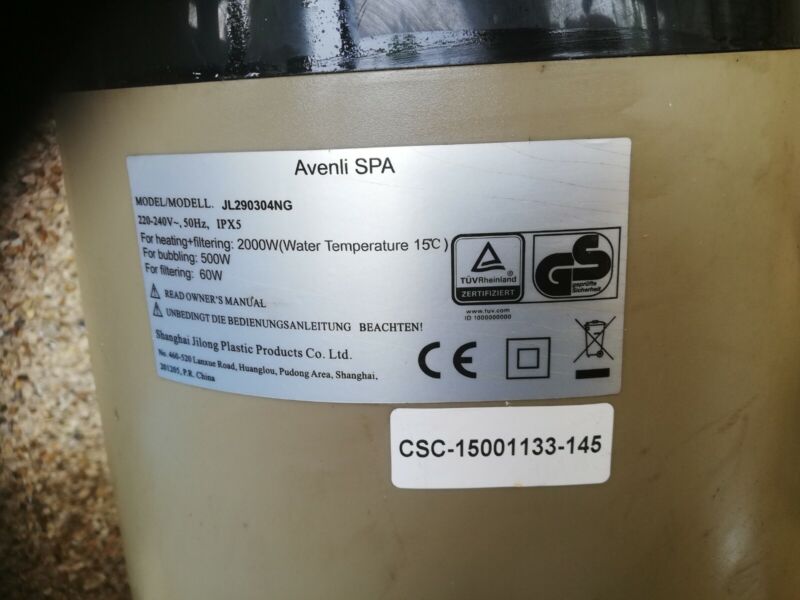 Avenli SPA
MODEL/MODELL. JL290304NG
220-240V~, 50Hz, IPX5
For heating+filtering: 2000W(Water Temperature 15℃)
For bubbling: 500W
For filtering: 60W
READ OWNER'S MANUAL
UNBEDINGT DIE BEDIENUNGSANLEITUNG BEACHTEN!
Shanghai Jilong Plastic Products Co. Ltd.
No. 460-520 Lanxue Road, Huanglou, Pudong Area, Shanghai.
201205, P.R. China
TÜVRheinland
ZERTIFIZIERT
www.tuv.com
ID 1000000000
GS
geprüfte
Sicherheit
CE
CSC-15001133-145